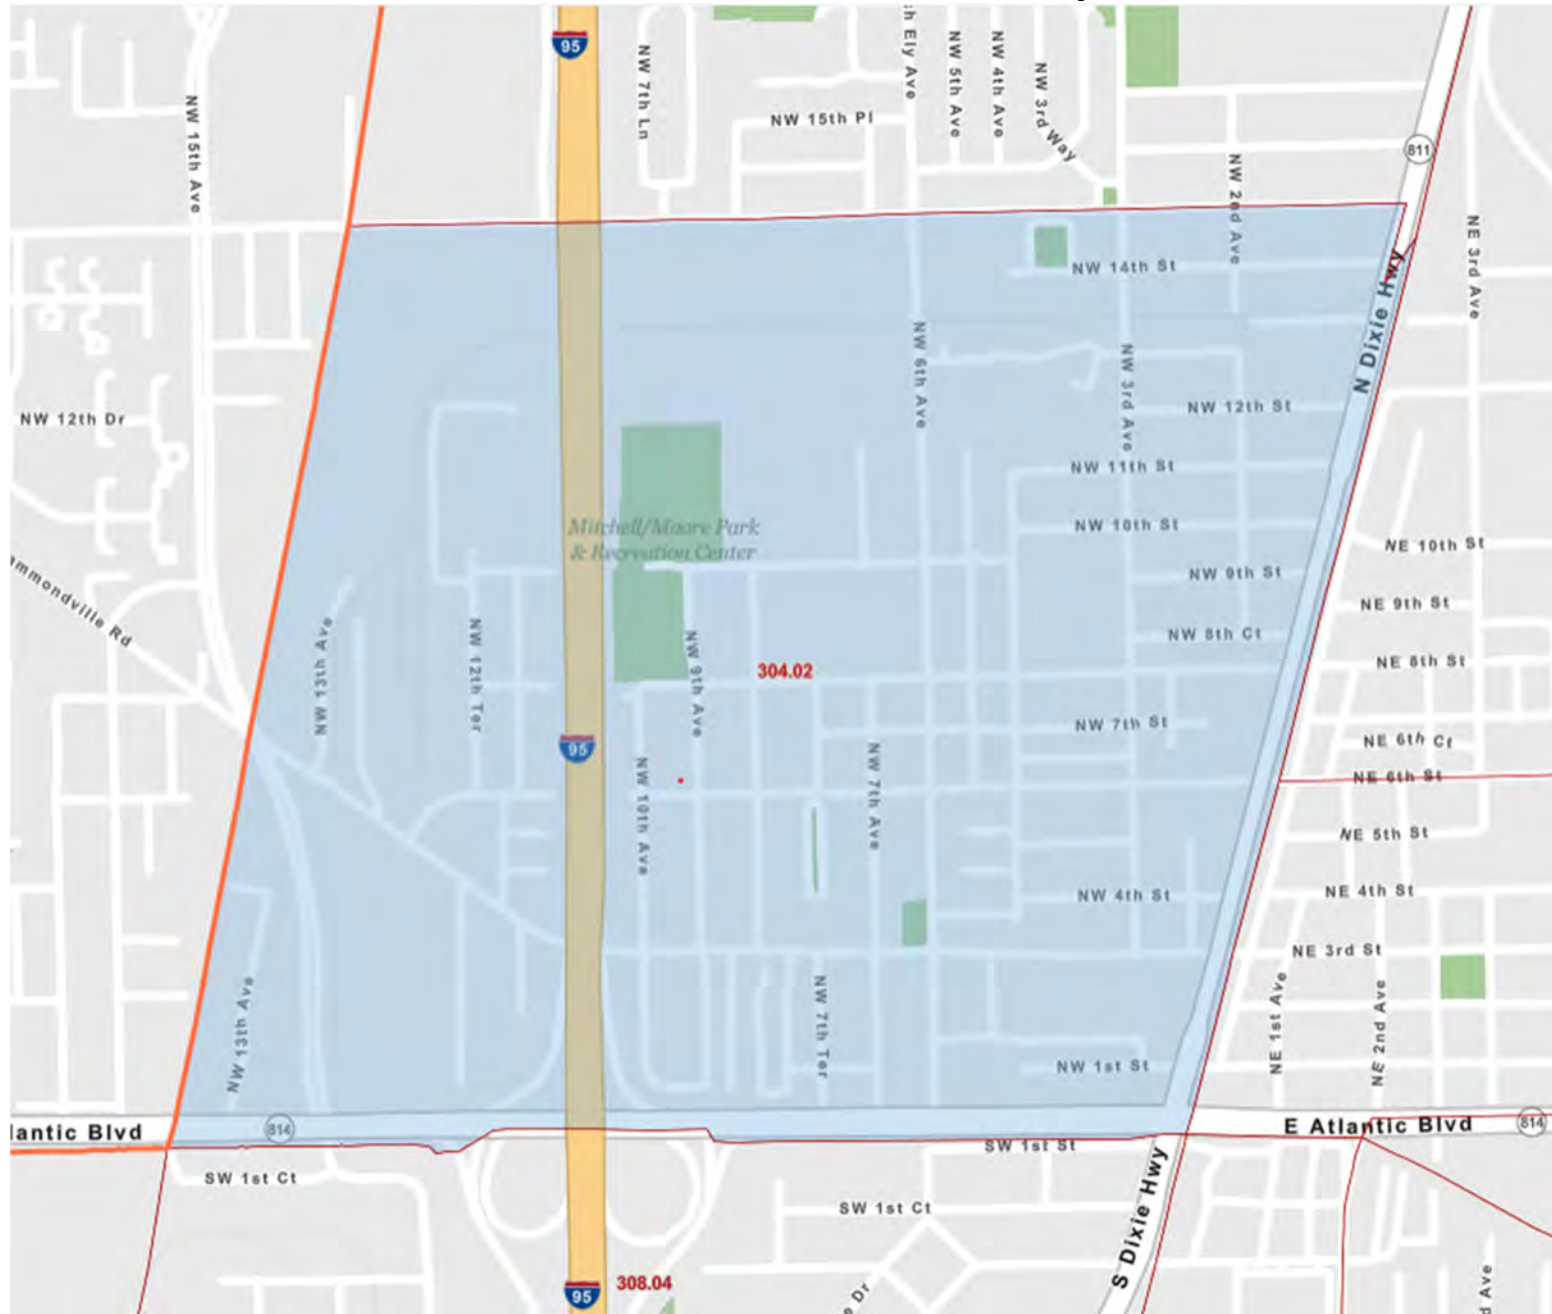 95
NW 15th Ave
NW 7th Ln
NW 15th Pl
h Ely Ave
NW 5th Ave
NW 4th Ave
NW 3rd Way
811
NW 2nd Ave
NE 3rd Ave
NW 14th St
N Dixie Hwy
NW 6th Ave
NW 3rd Ave
NW 12th St
NW 12th Dr
NW 11th St
Mitchell/Moore Park
& Recreation Center
NW 10th St
NE 10th St
NW 9th St
NE 9th St
ammondville Rd
NW 13th Ave
NW 12th Ter
NW 9th Ave
304.02
NW 8th Ct
NE 8th St
NW 7th St
95
NE 6th Ct
NE 6th St
NW 10th Ave
NW 7th Ave
NE 5th St
NW 4th St
NE 4th St
NE 3rd St
NW 13th Ave
NW 7th Ter
NE 1st Ave
NE 2nd Ave
NW 1st St
lantic Blvd
814
E Atlantic Blvd
814
SW 1st St
SW 1st Ct
S Dixie Hwy
SW 1st Ct
95
308.04
e Dr
d Ave